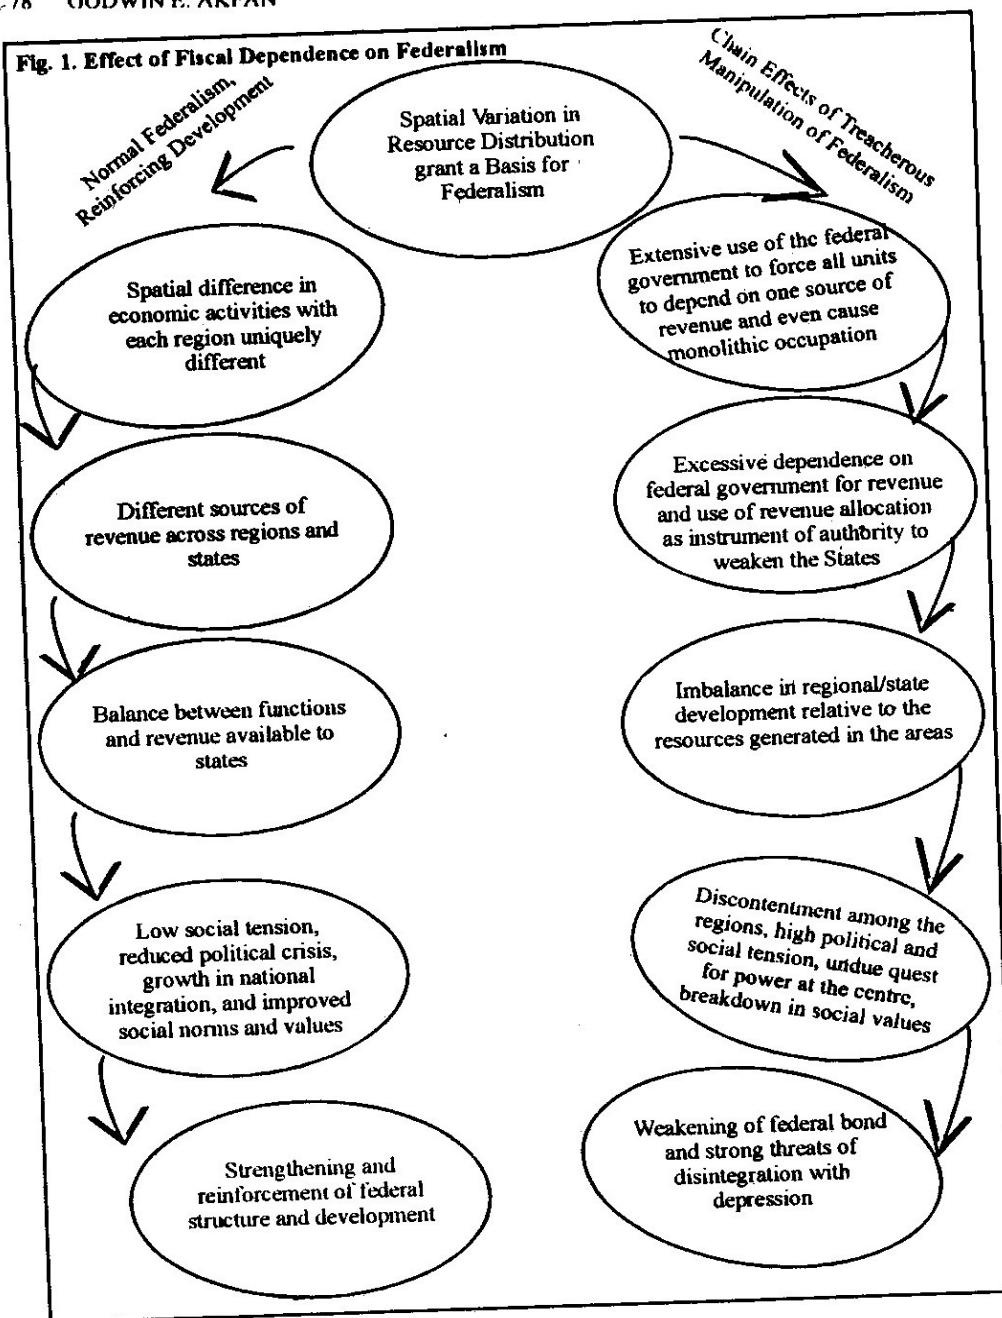 78 GODWIN E. AKPAN
Fig. 1. Effect of Fiscal Dependence on Federalism
Normal Federalism,
Reinforcing Development
Chain Effects of Treacherous
Manipulation of Federalism
Spatial Variation in
Resource Distribution
grant a Basis for
Federalism
Spatial difference in
economic activities with
each region uniquely
different
Different sources of
revenue across regions and
states
Balance between functions
and revenue available to
states
Low social tension,
reduced political crisis,
growth in national
integration, and improved
social norms and values
Strengthening and
reinforcement of federal
structure and development
Extensive use of the federal
government to force all units
to depend on one source of
revenue and even cause
monolithic occupation
Excessive dependence on
federal government for revenue
and use of revenue allocation
as instrument of authority to
weaken the States
Imbalance in regional/state
development relative to the
resources generated in the areas
Discontentment among the
regions, high political and
social tension, undue quest
for power at the centre,
breakdown in social values
Weakening of federal bond
and strong threats of
disintegration with
depression